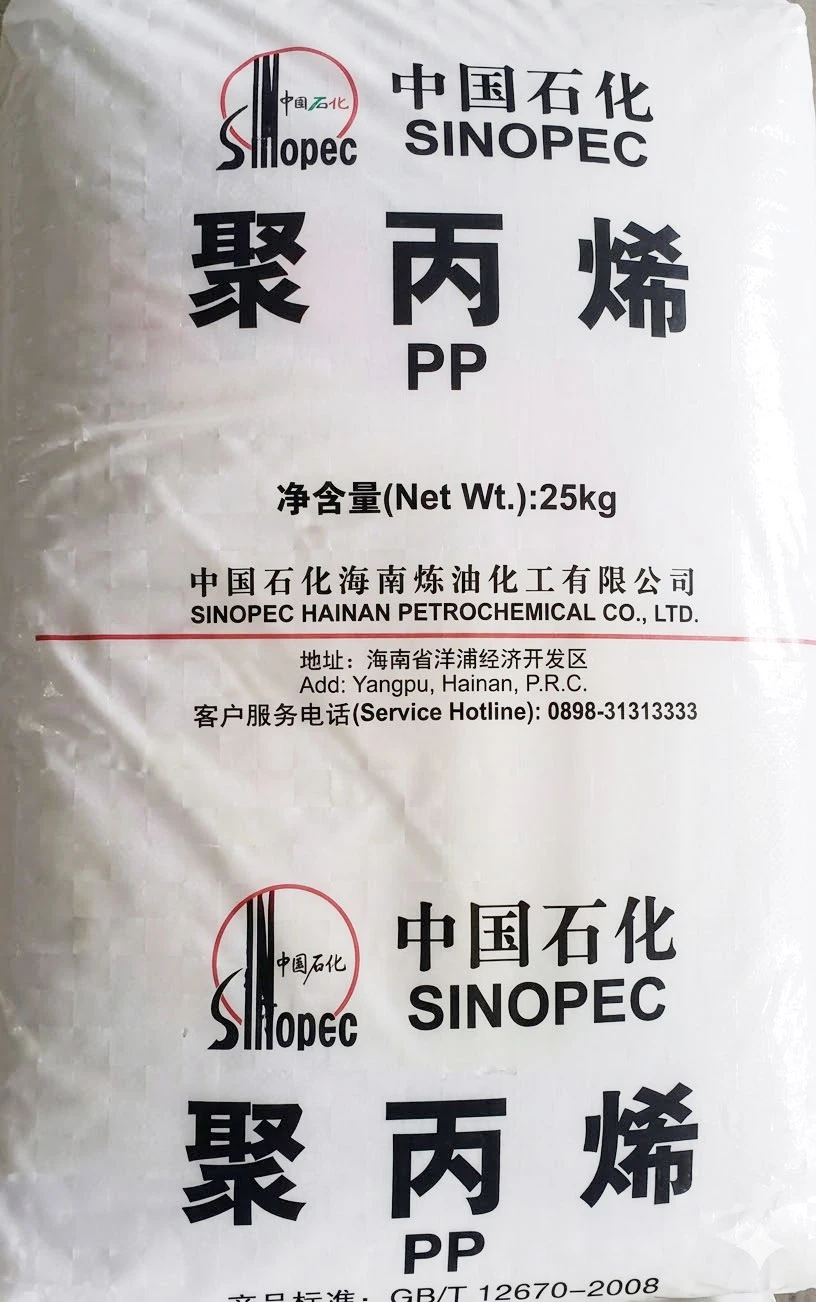 中国石化
Sinopec
中国石化
SINOPEC
聚丙烯
PP
净含量(Net Wt.):25kg
中国石化海南炼油化工有限公司
SINOPEC HAINAN PETROCHEMICAL CO., LTD.
地址：海南省洋浦经济开发区
Add: Yangpu, Hainan, P.R.C.
客户服务电话(Service Hotline): 0898-31313333
中国石化
Sinopec
中国石化
SINOPEC
聚丙烯
PP
产品标准：GB/T 12670-2008